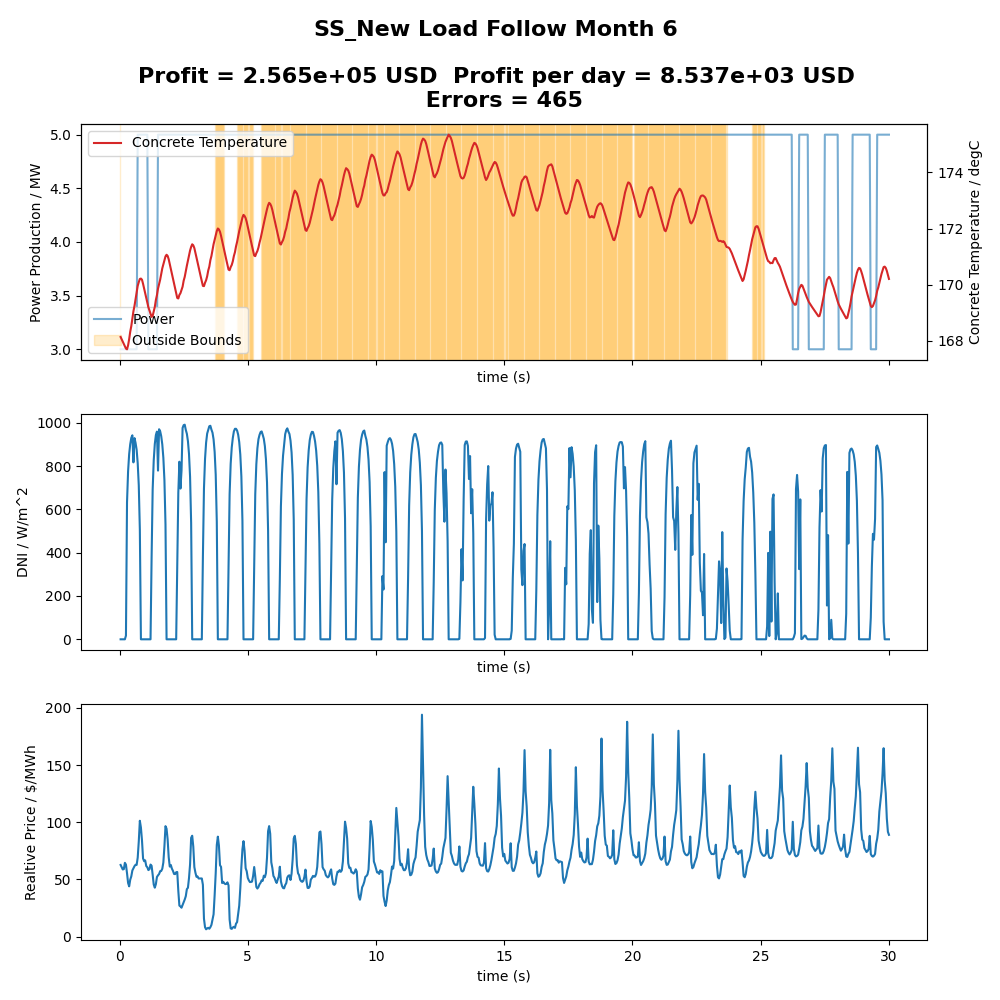 SS_New Load Follow Month 6
Profit = 2.565e+05 USD  Profit per day = 8.537e+03 USD
Errors = 465
5.0
4.5
4.0
3.5
3.0
Power Production / MW
Concrete Temperature
Power
Outside Bounds
174
172
170
168
Concrete Temperature / degC
time (s)
1000
800
600
400
200
0
DNI / W/m^2
time (s)
200
150
100
50
0
Realtive Price / $/MWh
0 5 10 15 20 25 30
time (s)